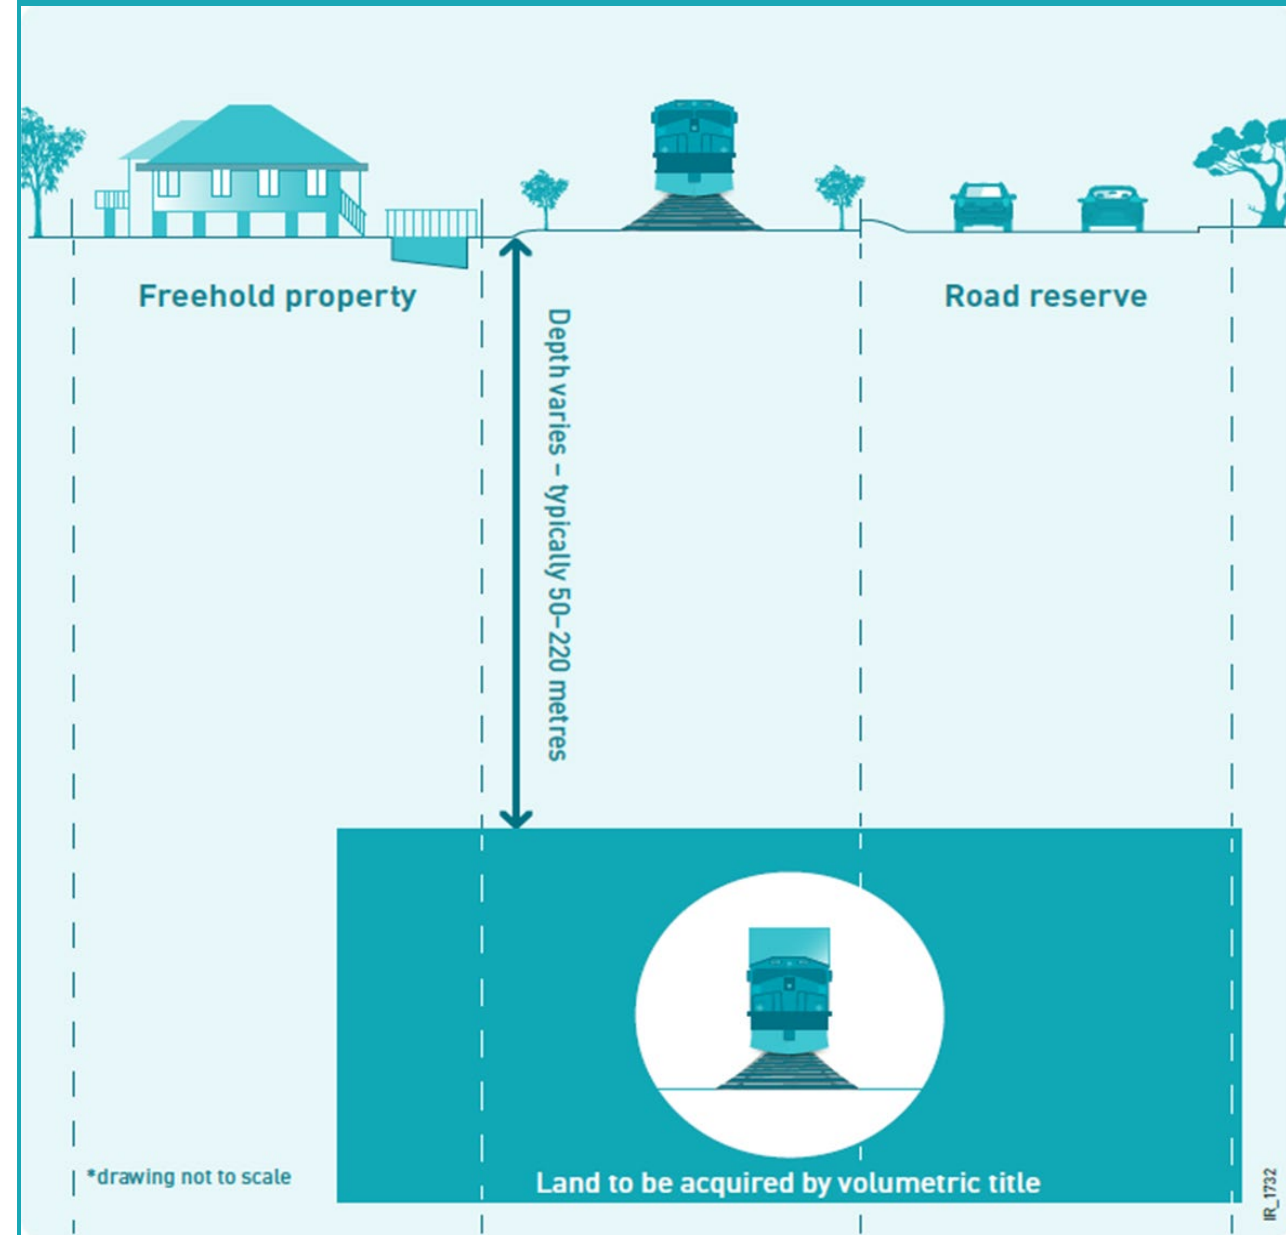 Freehold property
Road reserve
Depth varies – typically 50–220 metres
*drawing not to scale
Land to be acquired by volumetric title
IR_1732